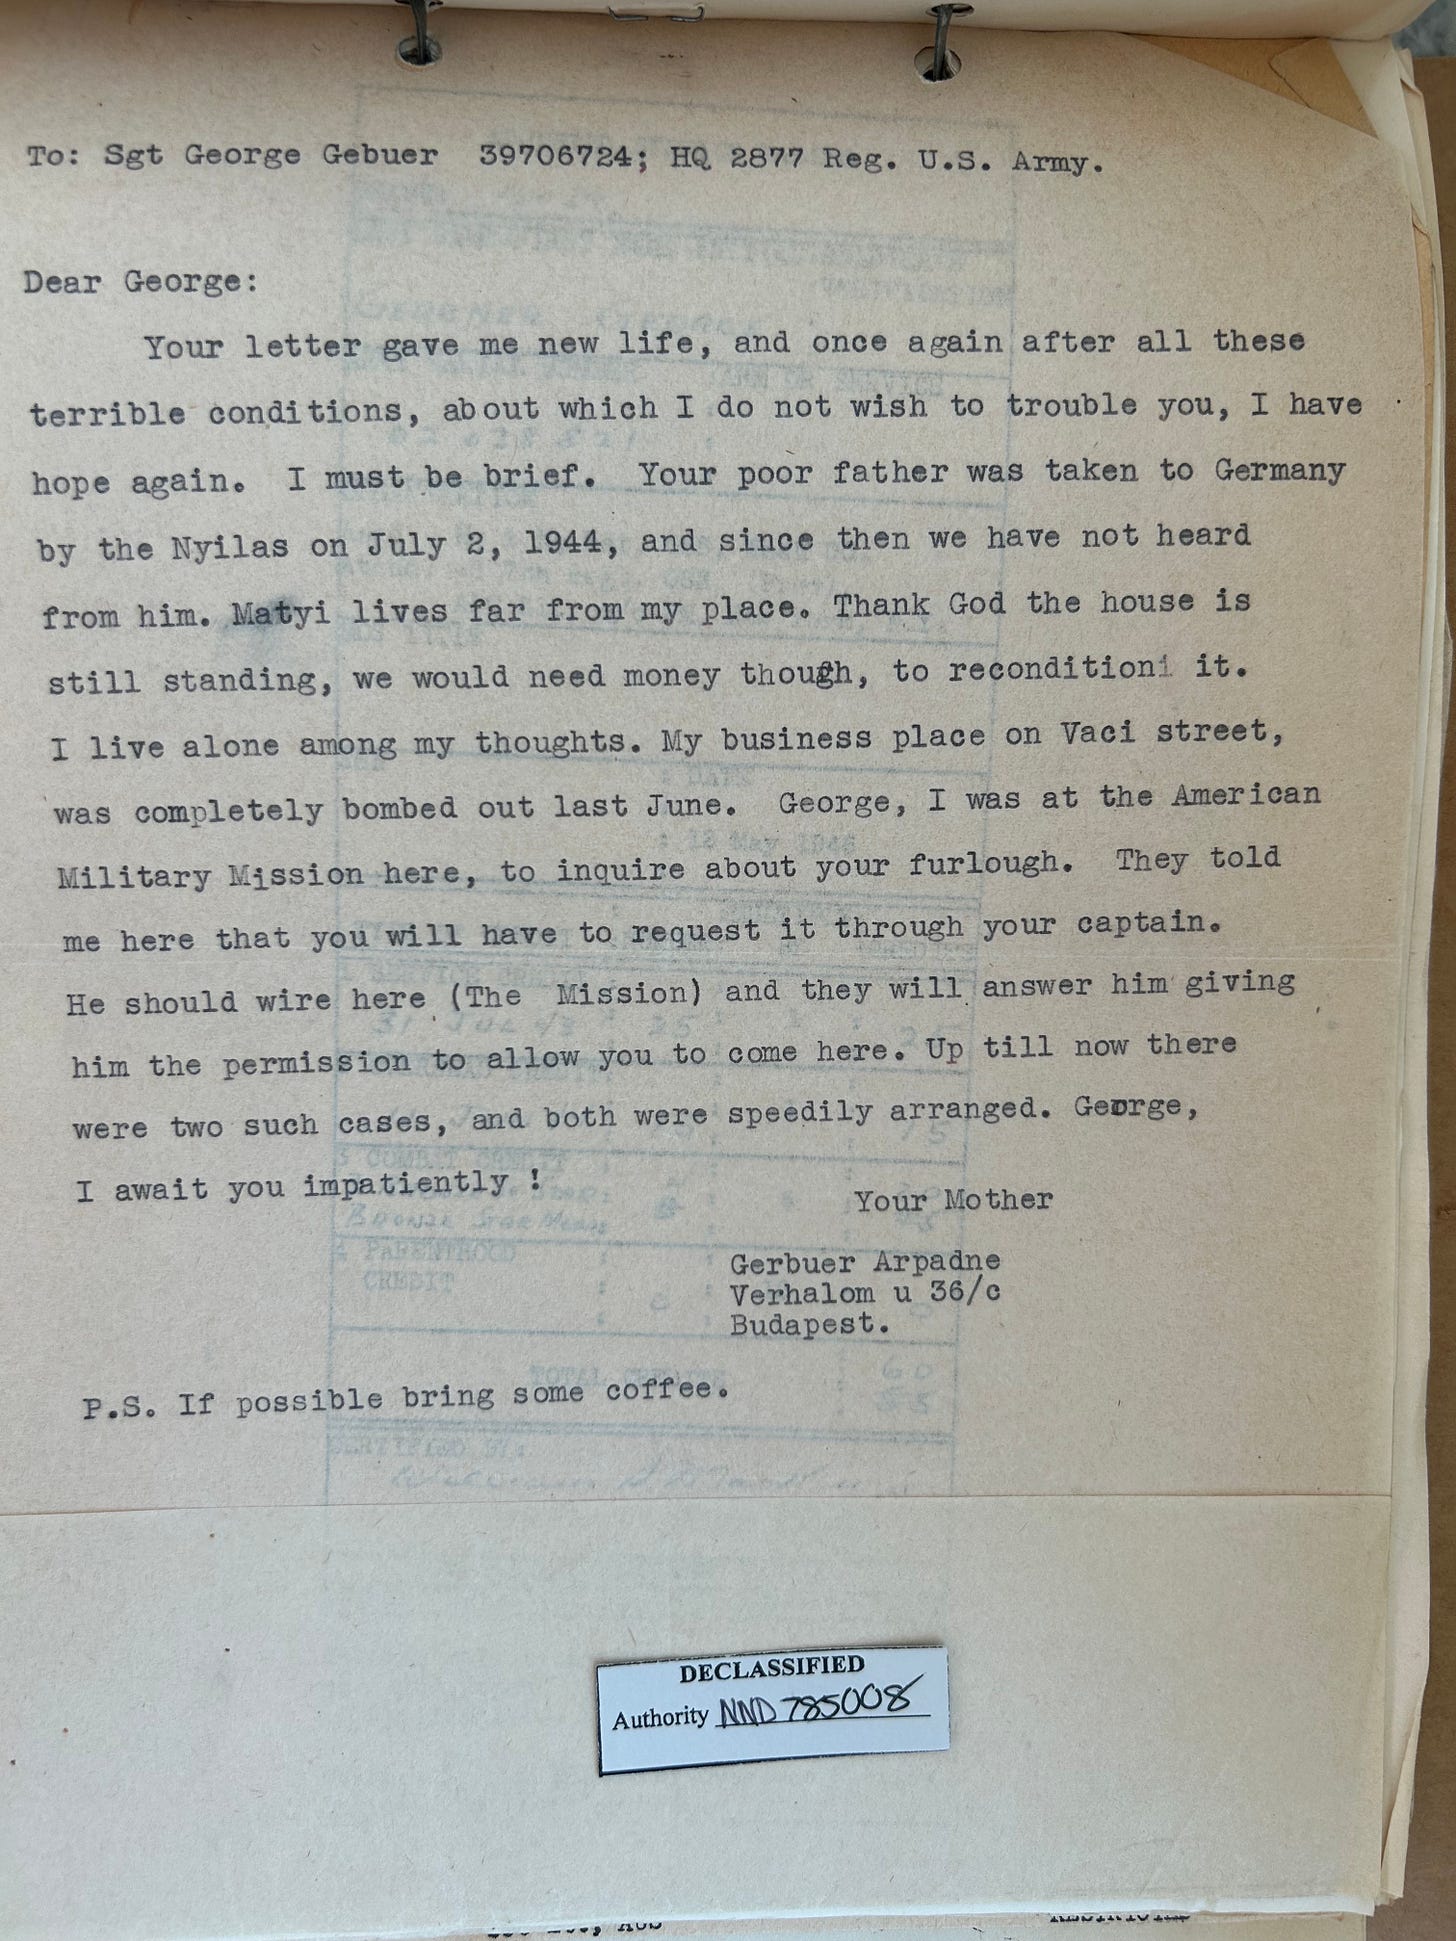 To: Sgt George Gebuer 39706724; HQ 2877 Reg. U.S. Army.
Dear George:
Your letter gave me new life, and once again after all these
terrible conditions, about which I do not wish to trouble you, I have
hope again. I must be brief. Your poor father was taken to Germany
by the Nyilas on July 2, 1944, and since then we have not heard
from him. Matyi lives far from my place. Thank God the house is
still standing, we would need money though, to reconditioni it.
I live alone among my thoughts. My business place on Vaci street,
was completely bombed out last June. George, I was at the American
Military Mission here, to inquire about your furlough. They told
me here that you will have to request it through your captain.
He should wire here (The Mission) and they will answer him giving
him the permission to allow you to come here. Up till now there
were two such cases, and both were speedily arranged. George,
I await you impatiently !
Your Mother
Gerbuer Arpadne
Verhalom u 36/c
Budapest.
P.S. If possible bring some coffee.
DECLASSIFIED
Authority NND 785008